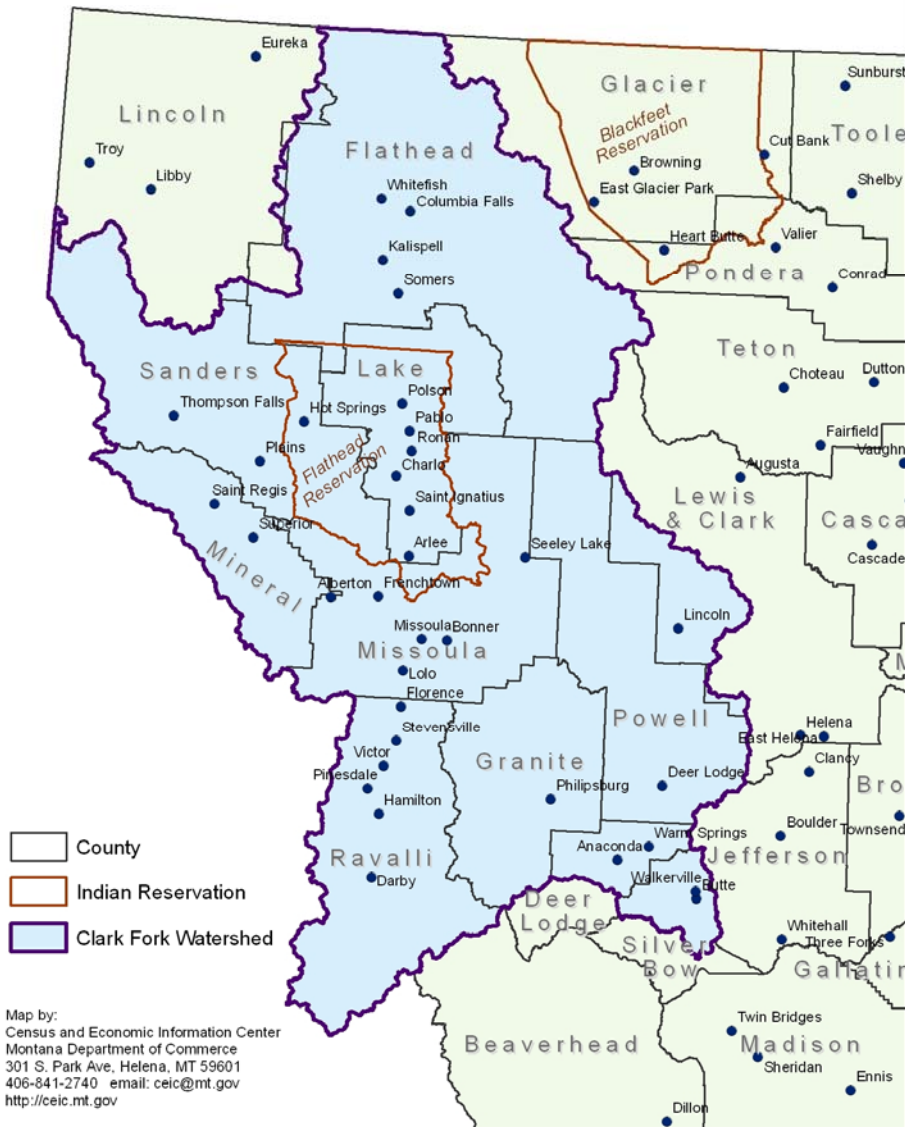 Eureka
Glacier
Sunburst
Lincoln
Toole
Flathead
Blackfeet
Reservation
Cut Bank
Troy
Browning
Libby
Whitefish
East Glacier Park
Shelby
Columbia Falls
Kalispell
Heart Butte
Valier
Pondera
Somers
Conrad
Teton
Sanders
Lake
Choteau
Dutton
Thompson Falls
Hot Springs
Polson
Pablo
Ronan
Fairfield
Vaughn
Plains
Flathead
Reservation
Charlo
Augusta
Saint Regis
Saint Ignatius
Lewis
& Clark
Casca
Superior
Mineral
Arlee
Seeley Lake
Cascade
Alberton
Frenchtown
Lincoln
Missoula
Bonner
Missoula
M
Lolo
Florence
Powell
Stevensville
Helena
East Helena
Victor
Granite
Clancy
Pinesdale
Deer Lodge
Bro
Hamilton
Philipsburg
Warm Springs
Boulder
Townsend
County
Ravalli
Anaconda
Jefferson
Indian Reservation
Darby
Walkerville
Butte
Deer
Lodge
Clark Fork Watershed
Silver
Bow
Whitehall
Three Forks
Gallatin
Map by:
Census and Economic Information Center
Montana Department of Commerce
301 S. Park Ave, Helena, MT 59601
406-841-2740 email: ceic@mt.gov
http://ceic.mt.gov
Beaverhead
Twin Bridges
Madison
Sheridan
Ennis
Dillon